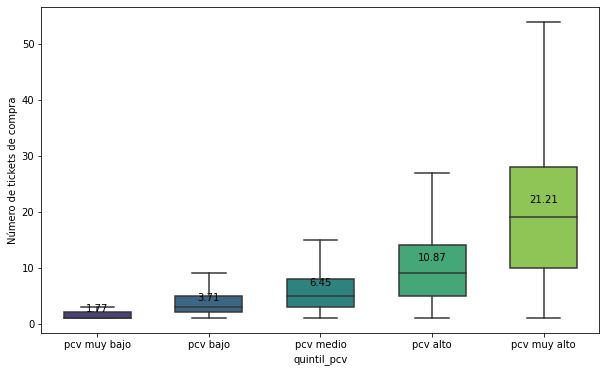 50
40
30
20
10
0
Número de tickets de compra
1.77
3.71
6.45
10.87
21.21
pcv muy bajo
pcv bajo
pcv medio
pcv alto
pcv muy alto
quintil_pcv